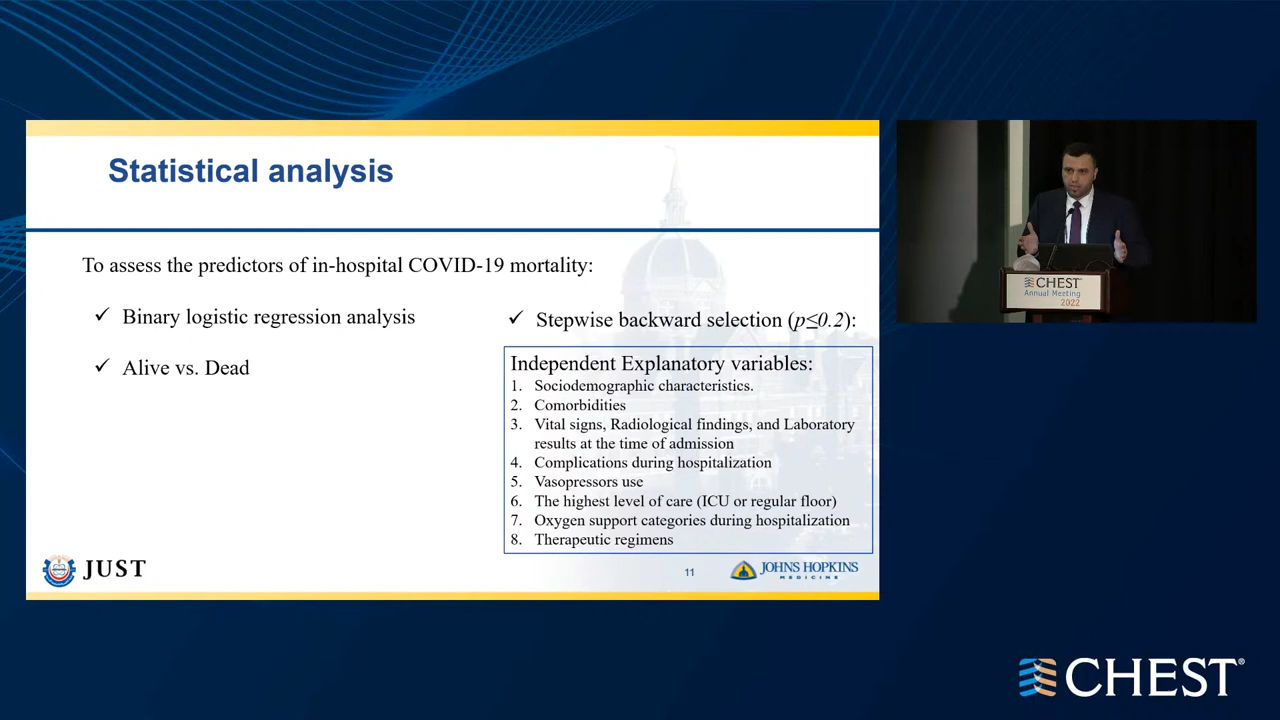 Statistical analysis
To assess the predictors of in-hospital COVID-19 mortality:
✓ Binary logistic regression analysis
✓ Alive vs. Dead
✓ Stepwise backward selection (p≤0.2):
Independent Explanatory variables:
1. Sociodemographic characteristics.
2. Comorbidities
3. Vital signs, Radiological findings, and Laboratory
results at the time of admission
4. Complications during hospitalization
5. Vasopressors use
6. The highest level of care (ICU or regular floor)
7. Oxygen support categories during hospitalization
8. Therapeutic regimens
JUST
11
JOHNS HOPKINS
MEDICINE
CHEST
Annual Meeting
2022
CHEST®